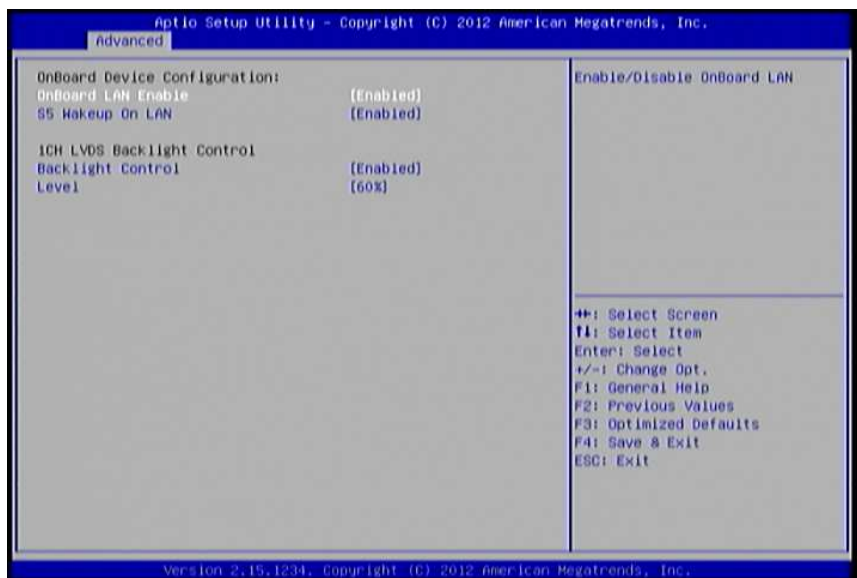 Aptio Setup Utility - Copyright (C) 2012 American Megatrends, Inc.
Advanced
OnBoard Device Configuration:
OnBoard LAN Enable [Enabled]
S5 Wakeup On LAN [Enabled]
1CH LVDS Backlight Control
Backlight Control [Enabled]
Level [60%]
Enable/Disable OnBoard LAN
→←: Select Screen
↑↓: Select Item
Enter: Select
+/-: Change Opt.
F1: General Help
F2: Previous Values
F3: Optimized Defaults
F4: Save & Exit
ESC: Exit
Version 2.15.1234. Copyright (C) 2012 American Megatrends, Inc.